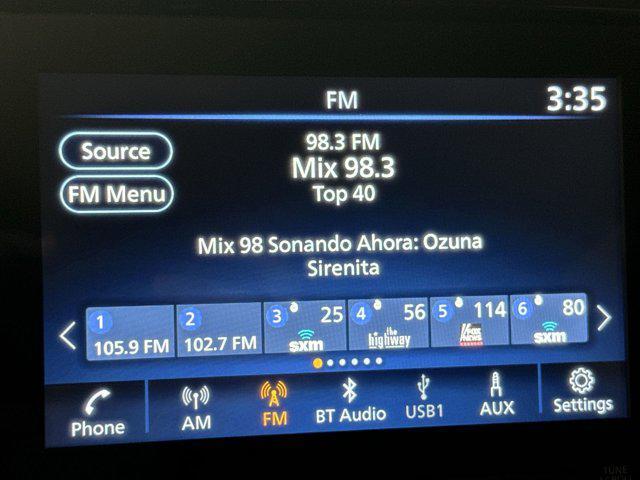 FM
3:35
Source
FM Menu
98.3 FM
Mix 98.3
Top 40
Mix 98 Sonando Ahora: Ozuna
Sirenita
1
105.9 FM
2
102.7 FM
3
25
sxm
4
56
the
highway
5
114
FOX
NEWS
6
80
sxm
Phone
AM
FM
BT Audio
USB1
AUX
Settings
TUNE